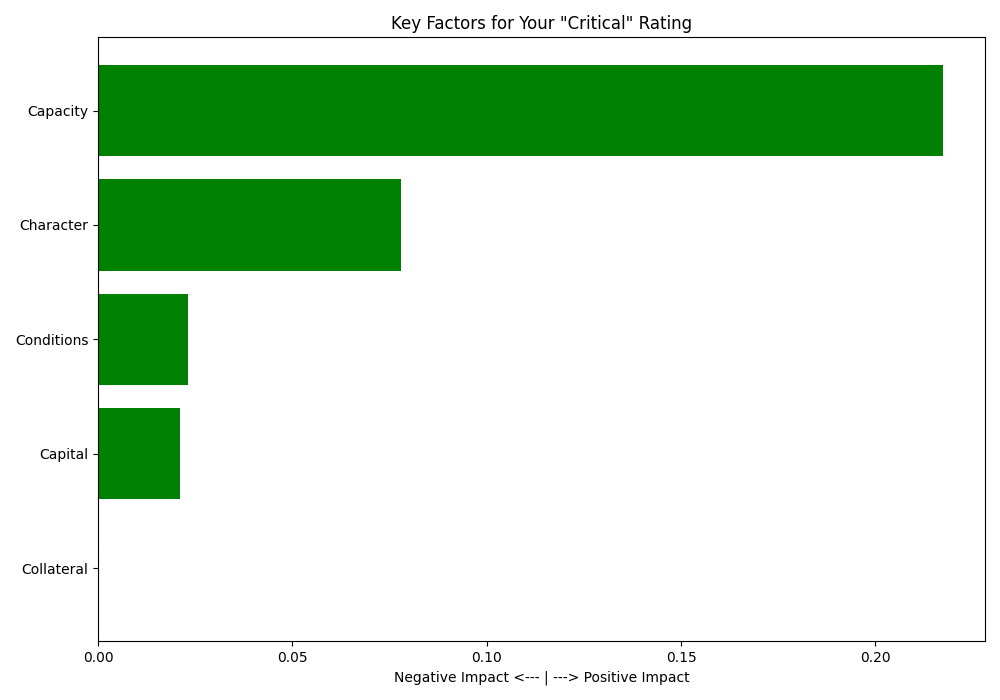 Key Factors for Your "Critical" Rating
Capacity
Character
Conditions
Capital
Collateral
0.00 0.05 0.10 0.15 0.20
Negative Impact <--- | ---> Positive Impact